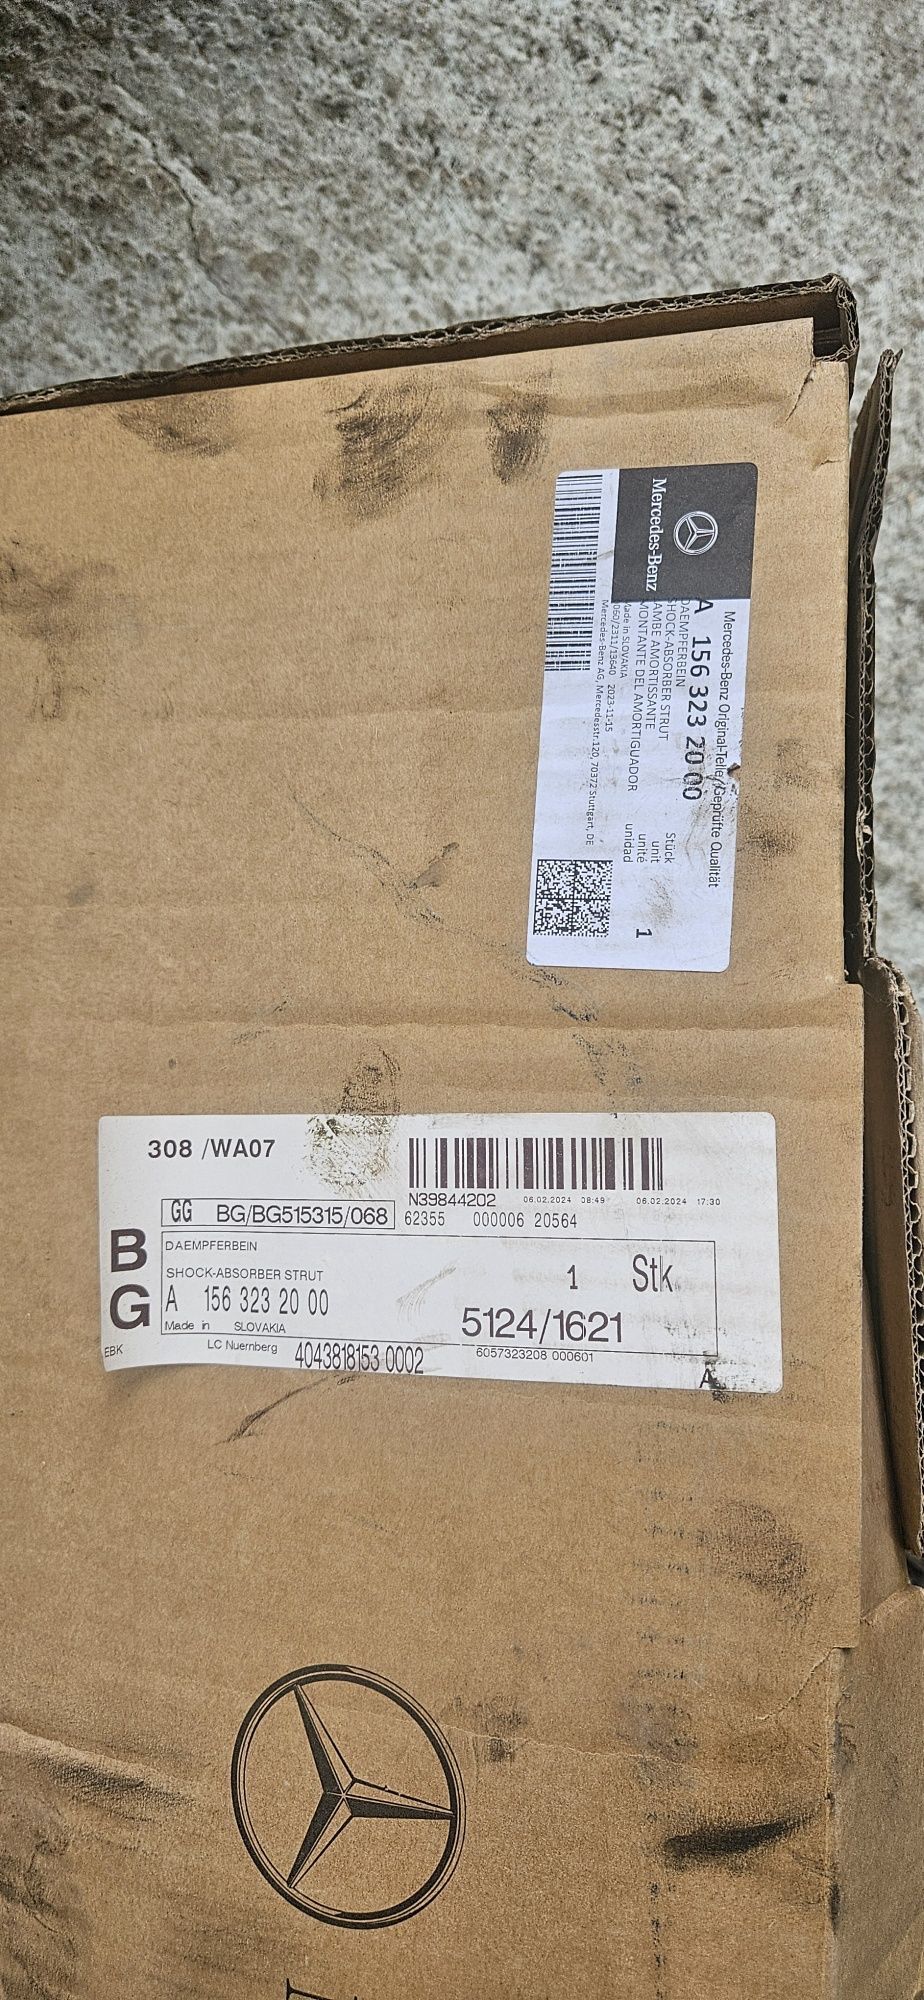 Mercedes-Benz
Mercedes-Benz Original-Teile/Geprüfte Qualität
A 156 323 20 00
DAEMPFERBEIN
SHOCK-ABSORBER STRUT
JAMBE AMORTISSANTE
MONTANTE DEL AMORTIGUADOR
Stück
unit
unité
unidad
1
Made in SLOVAKIA
060/2311/13640 2023-11-15
Mercedes-Benz AG, Mercedesstr.120, 70372 Stuttgart, DE
308 /WA07
N39844202 06.02.2024 08:49 06.02.2024 17:30
GG BG/BG515315/068 62355 000006 20564
BG
DAEMPFERBEIN
SHOCK-ABSORBER STRUT 1 Stk
A 156 323 20 00
Made in SLOVAKIA 5124/1621
EBK LC Nuernberg 4043818153 0002 6057323208 000601
A